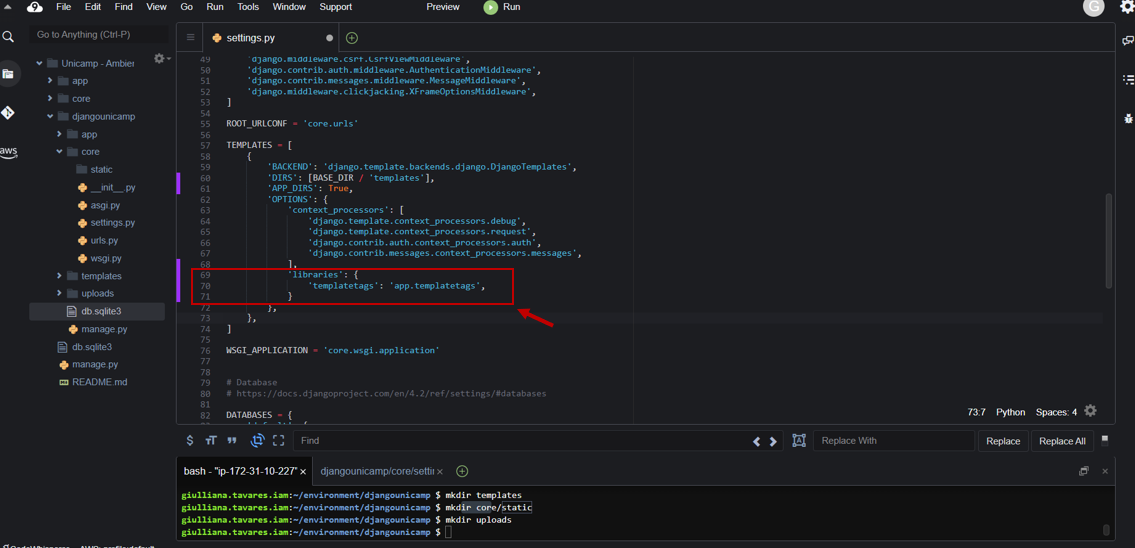 File Edit Find View Go Run Tools Window Support Preview Run G
Go to Anything (Ctrl-P)
settings.py
Unicamp - Ambier
app
core
djangounicamp
app
core
static
__init__.py
asgi.py
settings.py
urls.py
wsgi.py
templates
uploads
db.sqlite3
manage.py
db.sqlite3
manage.py
README.md
aws
49 'django.middleware.csrf.CsrfViewMiddleware',
50 'django.contrib.auth.middleware.AuthenticationMiddleware',
51 'django.contrib.messages.middleware.MessageMiddleware',
52 'django.middleware.clickjacking.XFrameOptionsMiddleware',
53 ]
54
55 ROOT_URLCONF = 'core.urls'
56
57 TEMPLATES = [
58 {
59 'BACKEND': 'django.template.backends.django.DjangoTemplates',
60 'DIRS': [BASE_DIR / 'templates'],
61 'APP_DIRS': True,
62 'OPTIONS': {
63 'context_processors': [
64 'django.template.context_processors.debug',
65 'django.template.context_processors.request',
66 'django.contrib.auth.context_processors.auth',
67 'django.contrib.messages.context_processors.messages',
68 ],
69 'libraries': {
70 'templatetags': 'app.templatetags',
71 }
72 },
73 },
74 ]
75
76 WSGI_APPLICATION = 'core.wsgi.application'
77
78
79 # Database
80 # https://docs.djangoproject.com/en/4.2/ref/settings/#databases
81
82 DATABASES = {
73:7 Python Spaces: 4
Find
Replace With
Replace
Replace All
bash - "ip-172-31-10-227" × djangounicamp/core/settin ×
giulliana.tavares.iam:~/environment/djangounicamp $ mkdir templates
giulliana.tavares.iam:~/environment/djangounicamp $ mkdir core/static
giulliana.tavares.iam:~/environment/djangounicamp $ mkdir uploads
giulliana.tavares.iam:~/environment/djangounicamp $